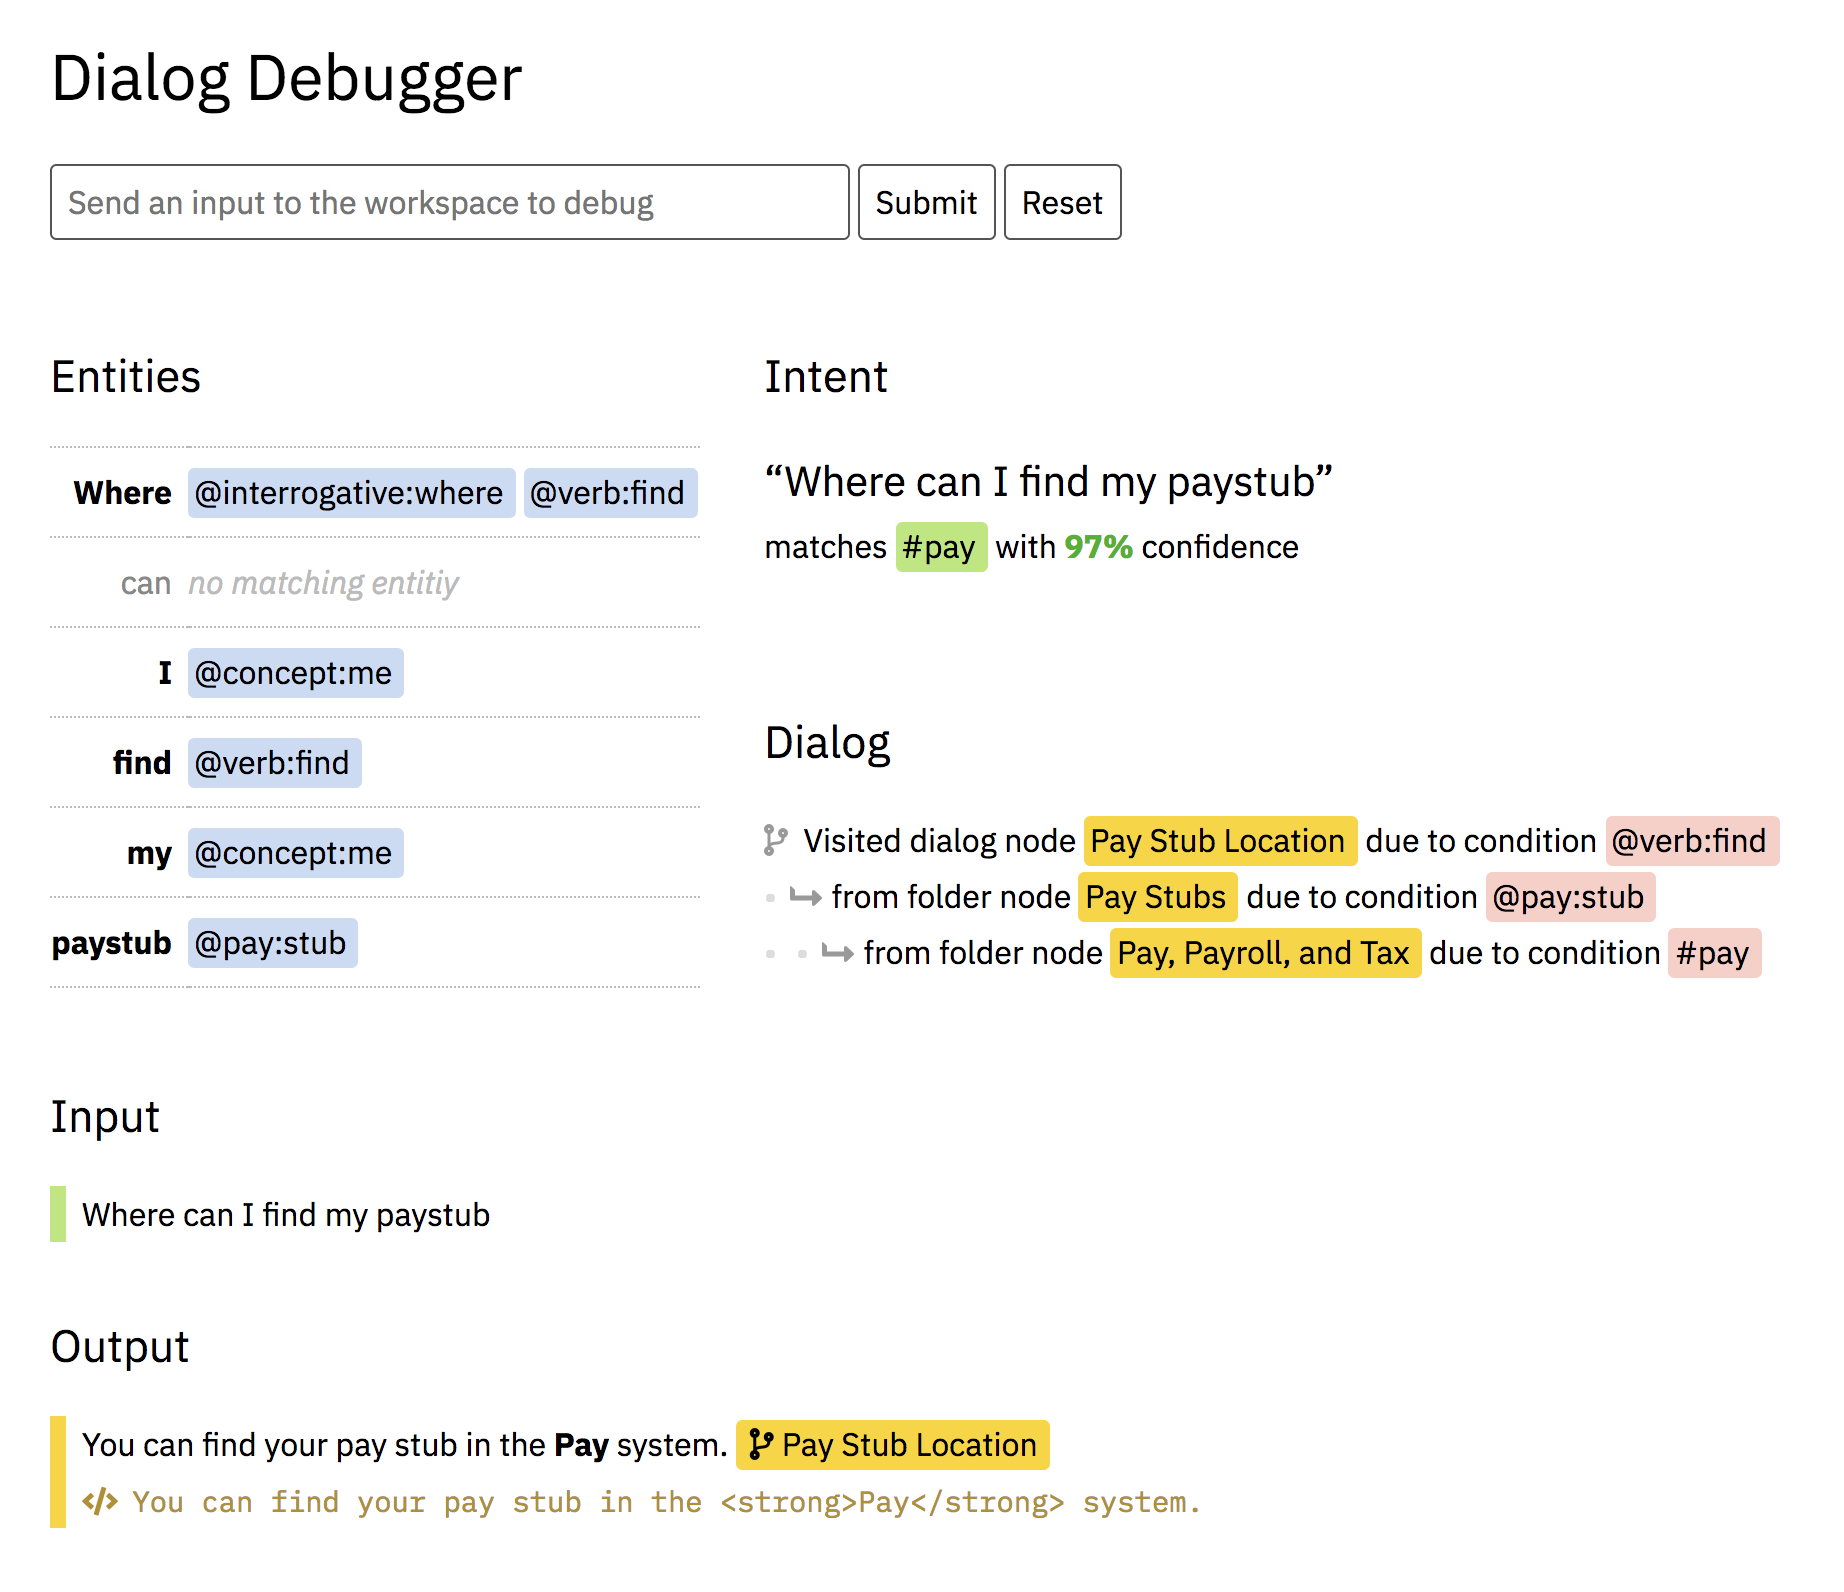 Dialog Debugger
Send an input to the workspace to debug
Submit
Reset
Entities
Where @interrogative:where @verb:find
can no matching entitiy
I @concept:me
find @verb:find
my @concept:me
paystub @pay:stub
Intent
“Where can I find my paystub”
matches #pay with 97% confidence
Dialog
Visited dialog node Pay Stub Location due to condition @verb:find
from folder node Pay Stubs due to condition @pay:stub
from folder node Pay, Payroll, and Tax due to condition #pay
Input
Where can I find my paystub
Output
You can find your pay stub in the Pay system. Pay Stub Location
</> You can find your pay stub in the <strong>Pay</strong> system.